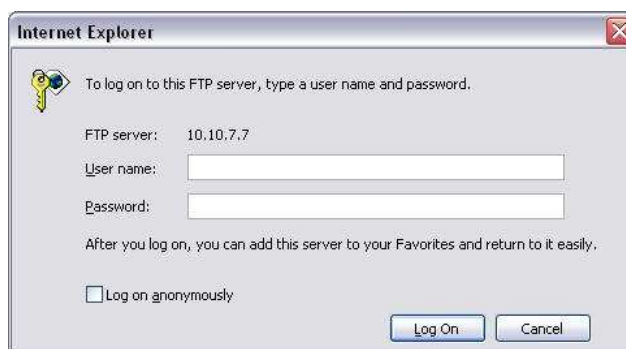 Internet Explorer
To log on to this FTP server, type a user name and password.
FTP server: 10.10.7.7
User name:
Password:
After you log on, you can add this server to your Favorites and return to it easily.
Log on anonymously
Log On Cancel